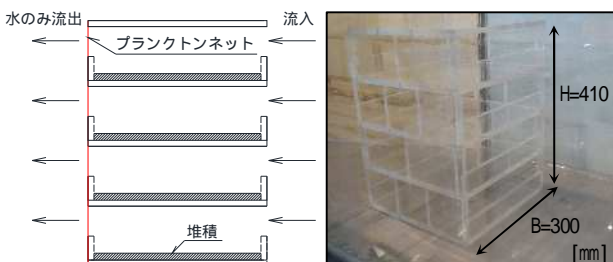 水のみ流出
プランクトンネット
流入
堆積
H=410
B=300
[mm]